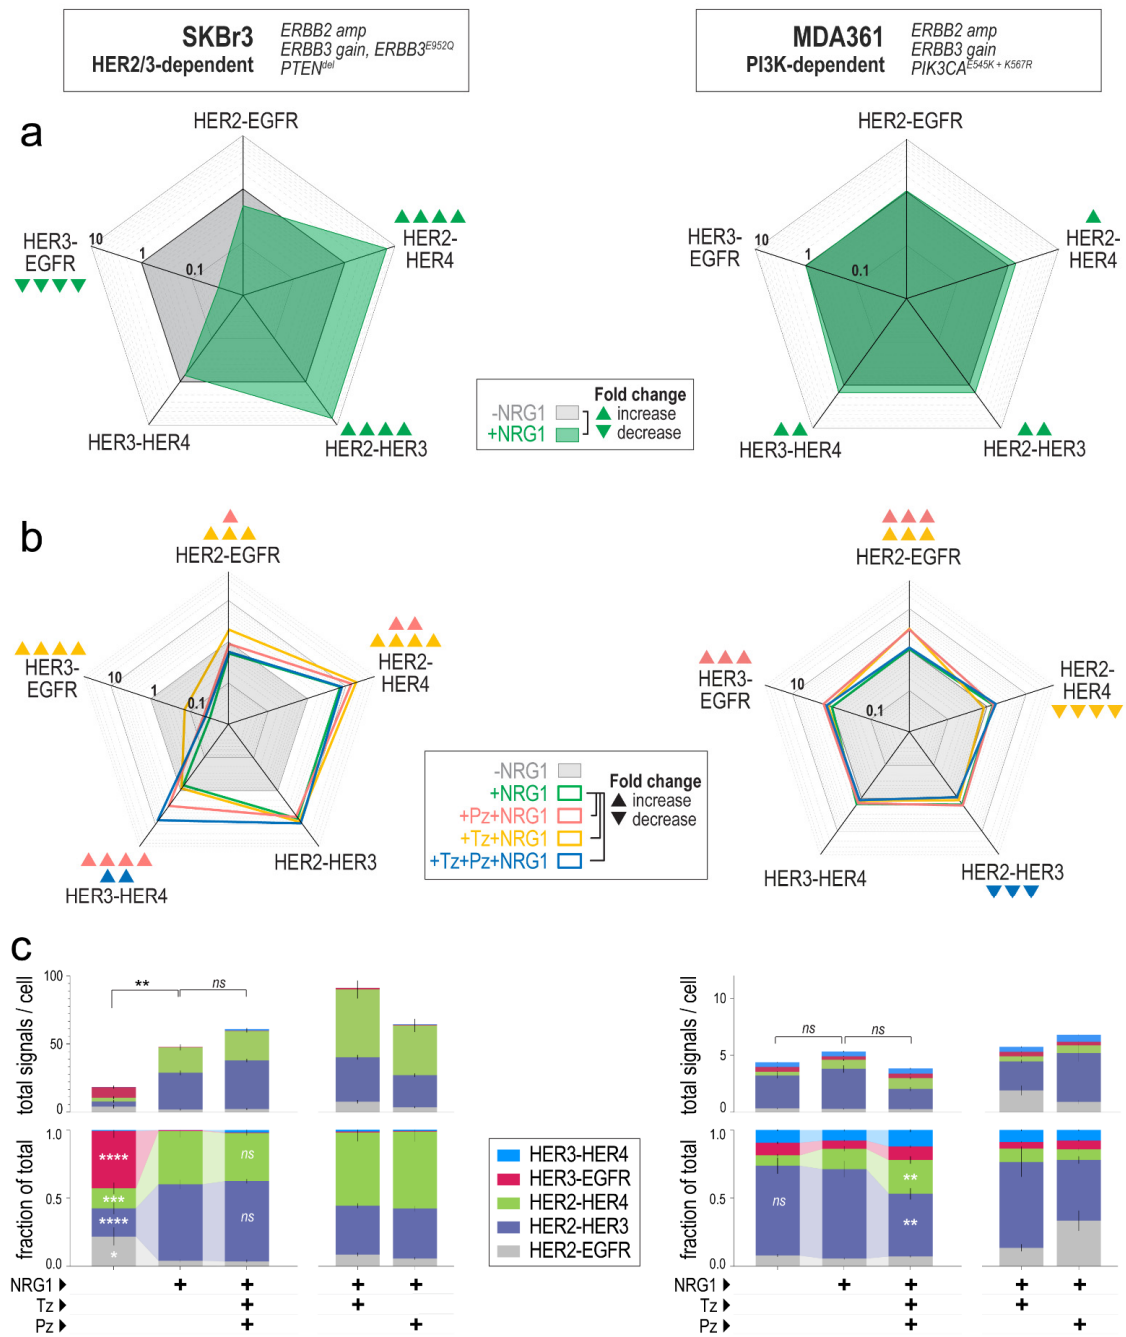 SKBr3
HER2/3-dependent
ERBB2 amp
ERBB3 gain, ERBB3E952Q
PTENdel
MDA361
PI3K-dependent
ERBB2 amp
ERBB3 gain
PIK3CAE545K + K567R
a
HER2-EGFR
HER2-
HER4
HER2-HER3
HER3-HER4
HER3-
EGFR
10
1
0.1
HER2-EGFR
HER2-
HER4
HER2-HER3
HER3-HER4
HER3-
EGFR
10
1
0.1
Fold change
-NRG1
▲ increase
+NRG1
▼ decrease
b
HER2-EGFR
HER2-
HER4
HER2-HER3
HER3-HER4
HER3-
EGFR
10
1
0.1
HER2-EGFR
HER2-
HER4
HER2-HER3
HER3-HER4
HER3-
EGFR
10
0.1
-NRG1
+NRG1
+Pz+NRG1
+Tz+NRG1
+Tz+Pz+NRG1
Fold change
▲ increase
▼ decrease
c
total signals / cell
100
50
0
**
ns
total signals / cell
10
5
0
ns
ns
fraction of total
1.0
0.5
0.0
****
***
****
*
ns
ns
HER3-HER4
HER3-EGFR
HER2-HER4
HER2-HER3
HER2-EGFR
fraction of total
1.0
0.5
0.0
ns
**
**
NRG1 + + + +
Tz + +
Pz + +
NRG1 + + + +
Tz + +
Pz + +